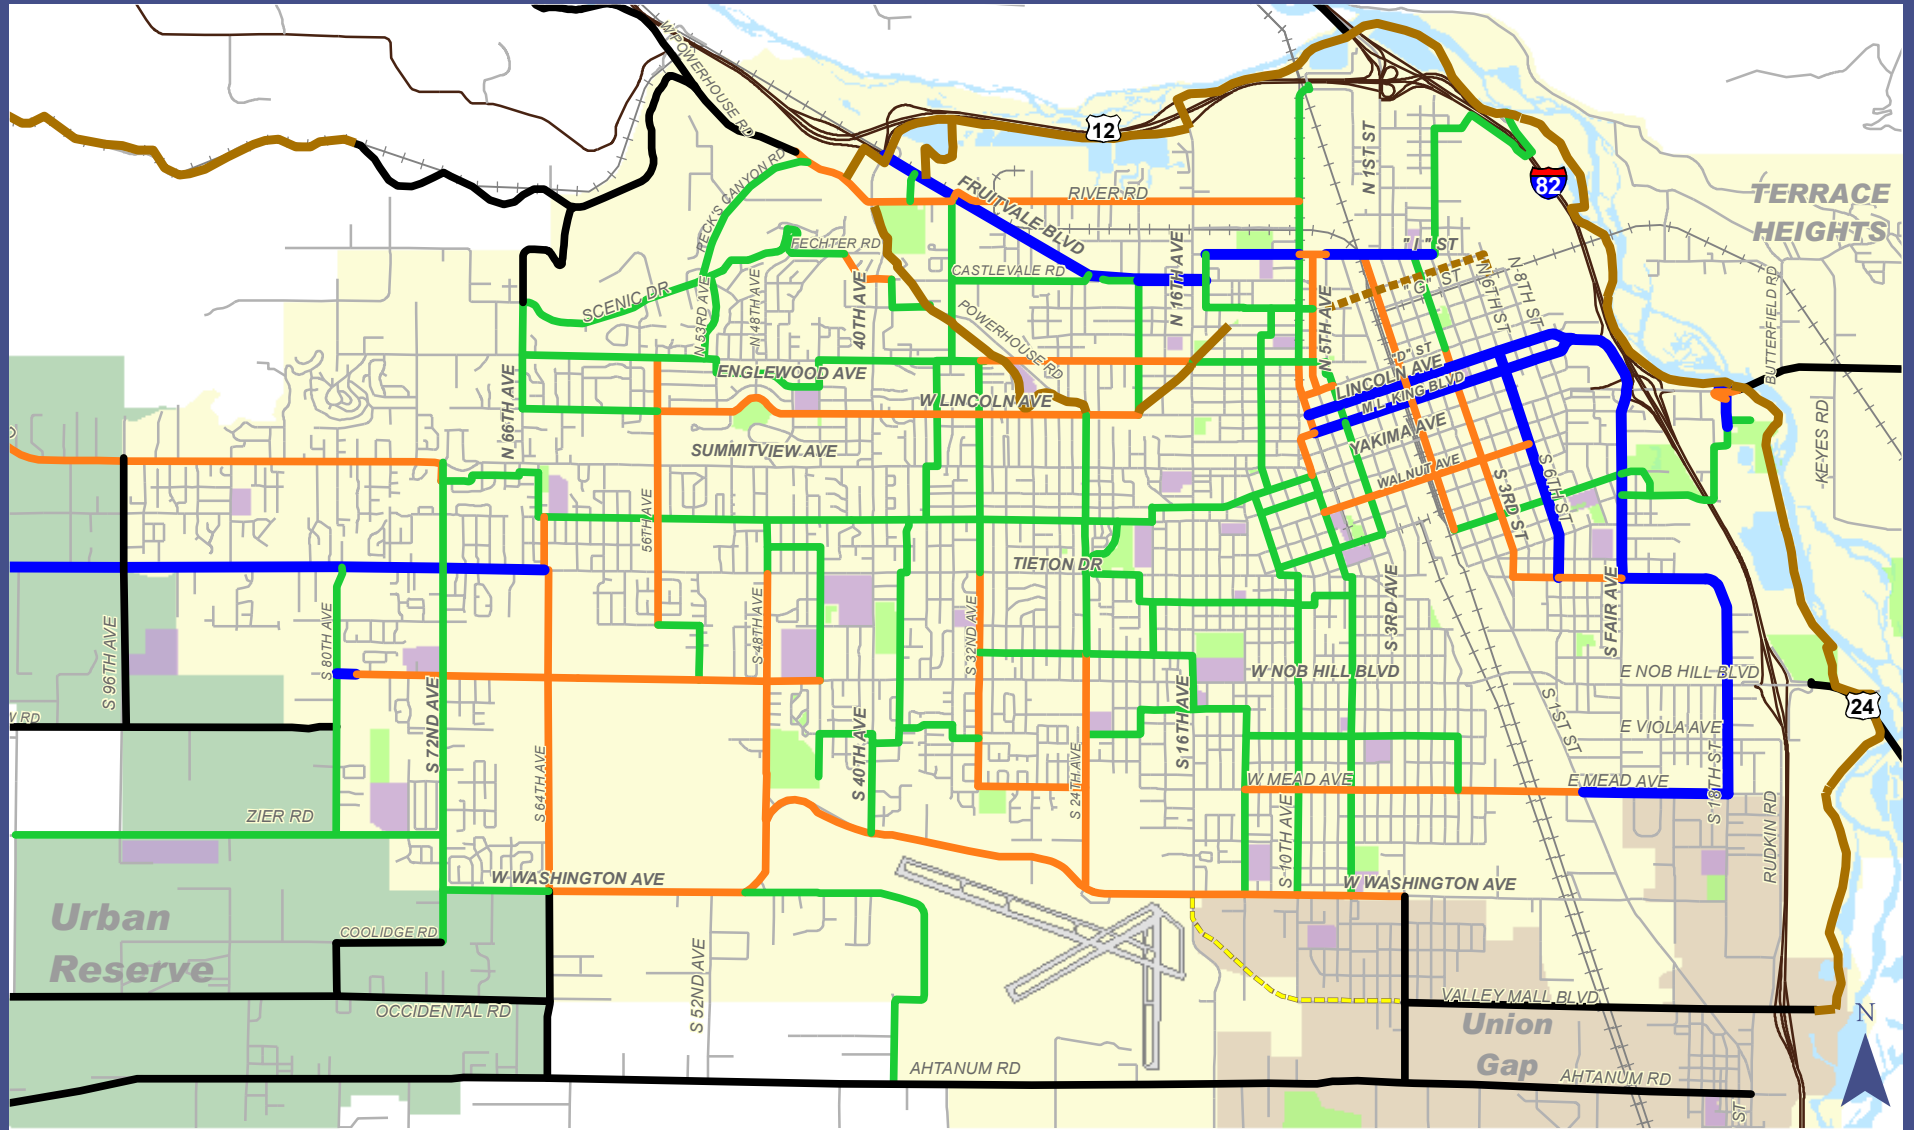 W POWERHOUSE RD
12
N 1ST ST
82
TERRACE
HEIGHTS
PECK'S CANYON RD
FRUITVALE BLVD
RIVER RD
FECHTER RD
"I" ST
CASTLEVALE RD
N 16TH AVE
"G" ST
N 6TH ST
N 8TH ST
SCENIC DR
N 53RD AVE
N 48TH AVE
40TH AVE
POWERHOUSE RD
N 5TH AVE
BUTTERFIELD RD
"D" ST
LINCOLN AVE
M L KING BLVD
ENGLEWOOD AVE
N 66TH AVE
W LINCOLN AVE
YAKIMA AVE
SUMMITVIEW AVE
WALNUT AVE
KEYES RD
S 6TH ST
S 3RD ST
56TH AVE
TIETON DR
S 3RD AVE
S FAIR AVE
S 96TH AVE
S 80TH AVE
S 48TH AVE
S 32ND AVE
W NOB HILL BLVD
E NOB HILL BLVD
S 72ND AVE
S 16TH AVE
S 1ST ST
24
W RD
E VIOLA AVE
S 64TH AVE
S 40TH AVE
S 24TH AVE
W MEAD AVE
E MEAD AVE
S 18TH ST
ZIER RD
S 10TH AVE
RUDKIN RD
W WASHINGTON AVE
W WASHINGTON AVE
Urban
Reserve
COOLIDGE RD
S 52ND AVE
OCCIDENTAL RD
VALLEY MALL BLVD
N
Union
Gap
AHTANUM RD
AHTANUM RD
ST